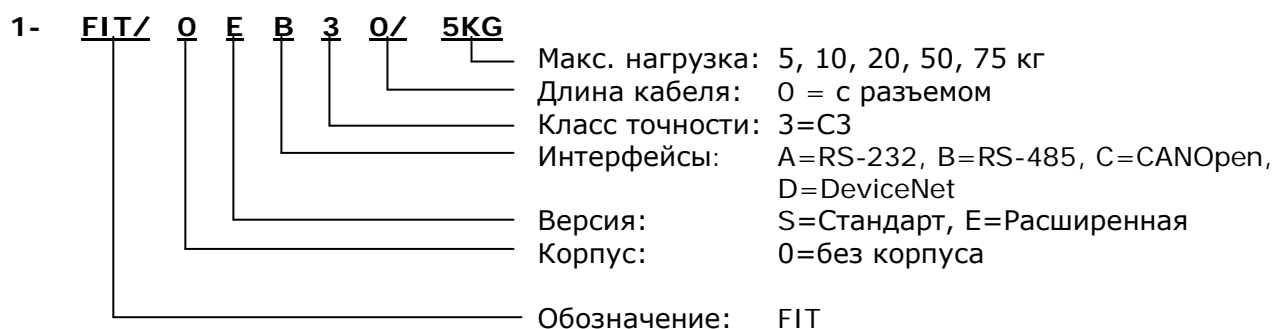 1- FIT/ 0 E B 3 0/ 5KG
Макс. нагрузка: 5, 10, 20, 50, 75 кг
Длина кабеля: 0 = с разъемом
Класс точности: 3=C3
Интерфейсы: A=RS-232, B=RS-485, C=CANOpen,
D=DeviceNet
Версия: S=Стандарт, E=Расширенная
Корпус: 0=без корпуса
Обозначение: FIT